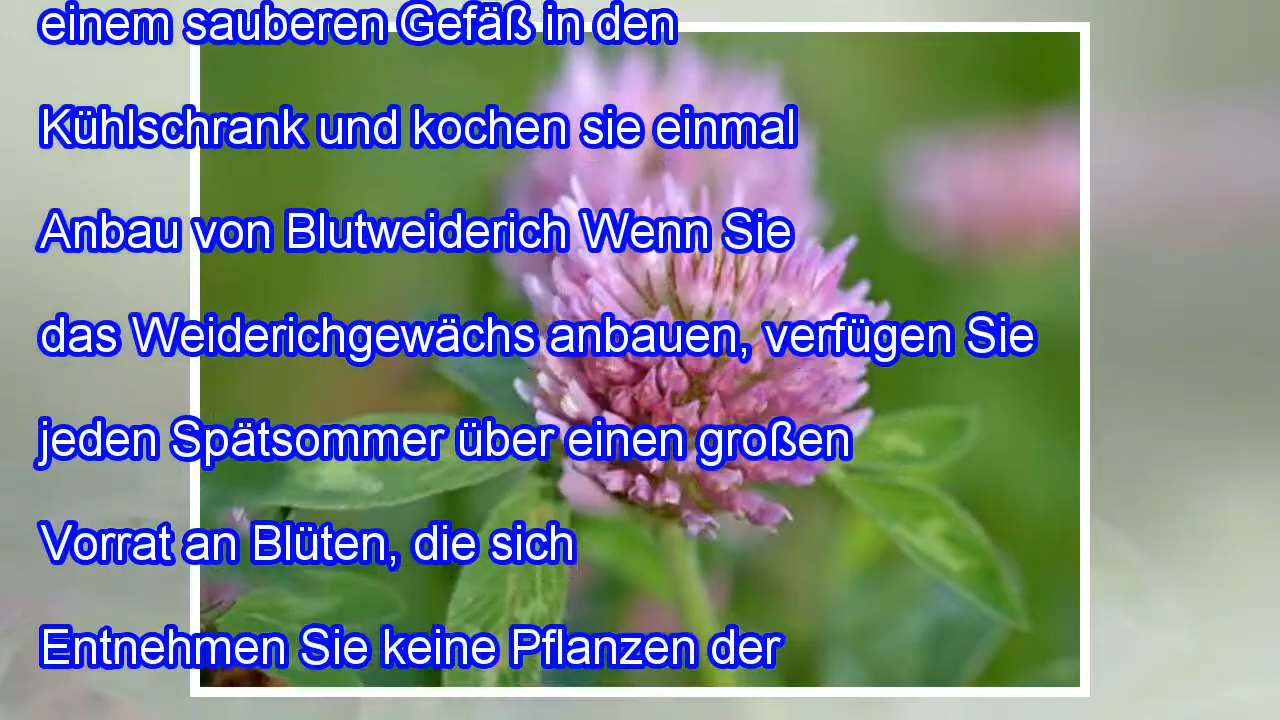 einem sauberen Gefäß in den
Kühlschrank und kochen sie einmal
Anbau von Blutweiderich Wenn Sie
das Weiderichgewächs anbauen, verfügen Sie
jeden Spätsommer über einen großen
Vorrat an Blüten, die sich
Entnehmen Sie keine Pflanzen der